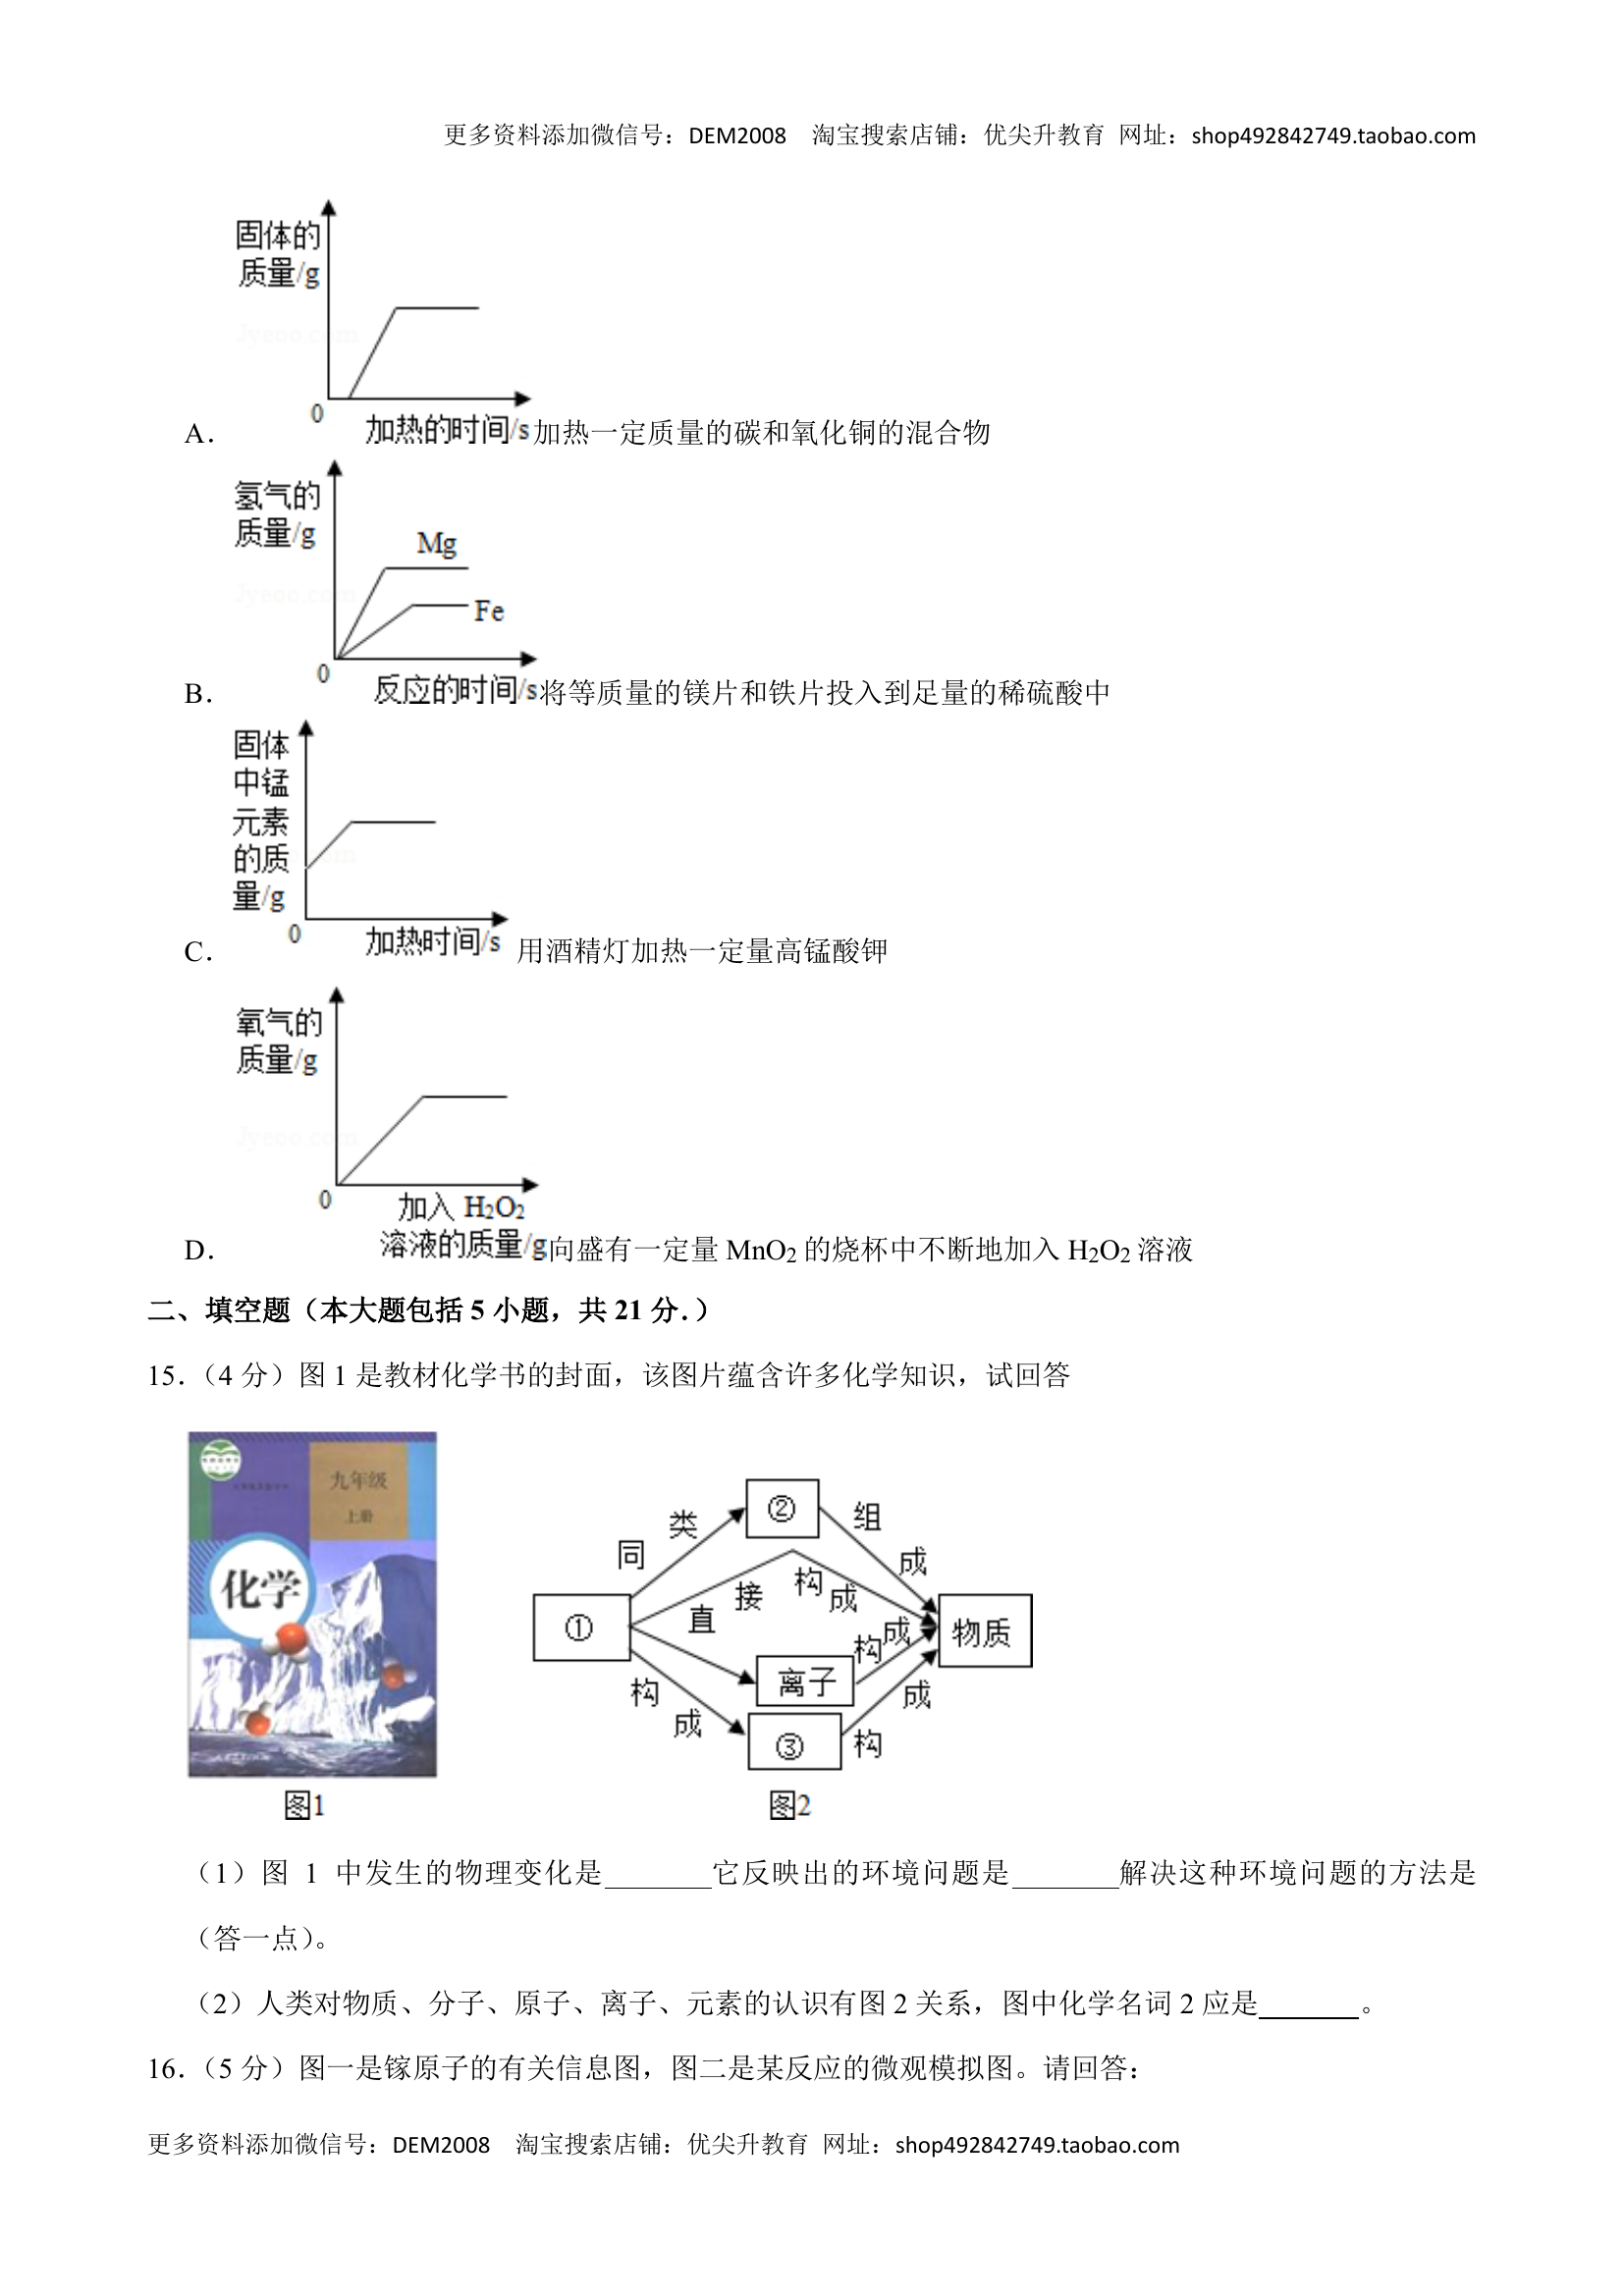 更多资料添加微信号：DEM2008 淘宝搜索店铺：优尖升教育 网址：shop492842749.taobao.com
固体的
质量/g
Jyeoo.com
0
加热的时间/s
A．
加热一定质量的碳和氧化铜的混合物
氢气的
质量/g
Mg
Jyeoo.com
Fe
0
反应的时间/s
B．
将等质量的镁片和铁片投入到足量的稀硫酸中
固体
中锰
元素
的质
量/g
0
加热时间/s
C．
用酒精灯加热一定量高锰酸钾
氧气的
质量/g
Jyeoo.com
0
加入 H2O2
溶液的质量/g
D．
向盛有一定量 MnO2 的烧杯中不断地加入 H2O2 溶液
二、填空题（本大题包括 5 小题，共 21 分．）
15．（4 分）图 1 是教材化学书的封面，该图片蕴含许多化学知识，试回答
九年级
上册
化学
图1
同类
②
组成
直接构成
①
物质
离子
构成
构成
③
构成
图2
（1）图 1 中发生的物理变化是_______它反映出的环境问题是_______解决这种环境问题的方法是
（答一点）。
（2）人类对物质、分子、原子、离子、元素的认识有图 2 关系，图中化学名词 2 应是_______。
16．（5 分）图一是镓原子的有关信息图，图二是某反应的微观模拟图。请回答：
更多资料添加微信号：DEM2008 淘宝搜索店铺：优尖升教育 网址：shop492842749.taobao.com